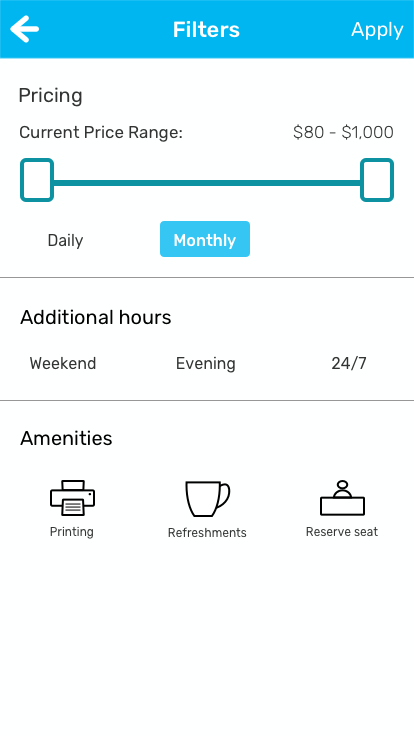 Filters
Apply
Pricing
Current Price Range:
$80 - $1,000
Daily
Monthly
Additional hours
Weekend
Evening
24/7
Amenities
Printing
Refreshments
Reserve seat